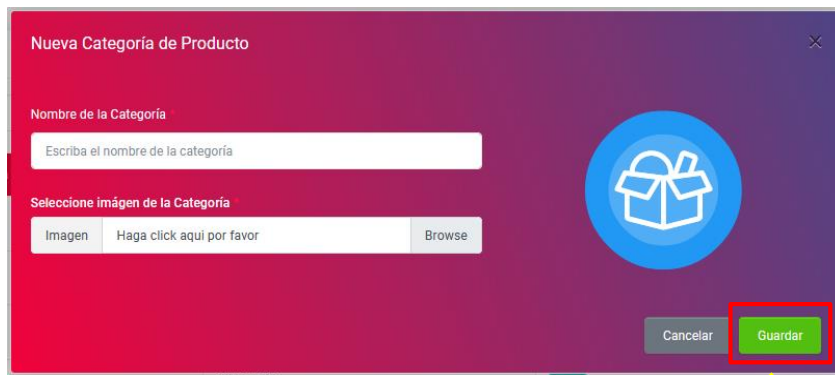 Nueva Categoría de Producto
Nombre de la Categoría *
Escriba el nombre de la categoría
Seleccione imágen de la Categoría *
Imagen Haga click aqui por favor Browse
Cancelar Guardar